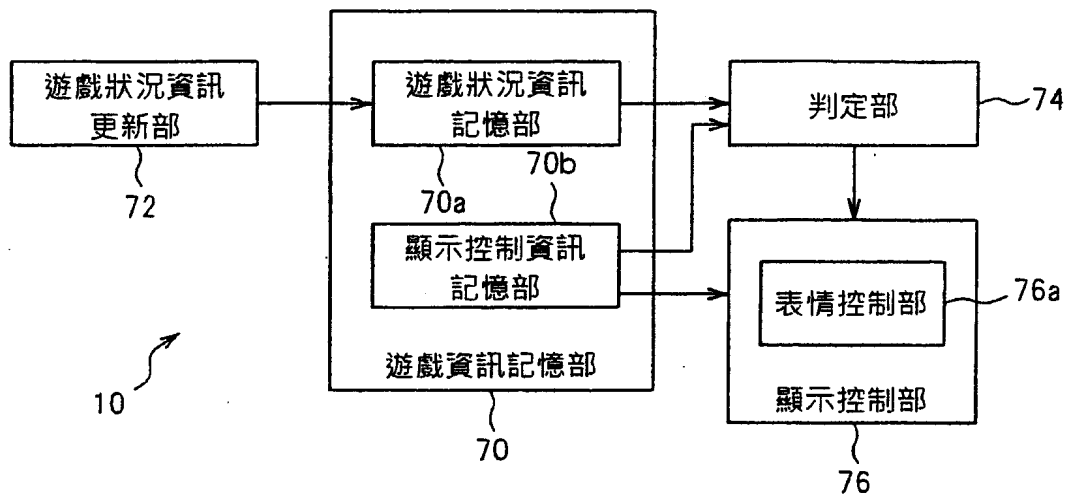 遊戲狀況資訊
更新部
72
遊戲狀況資訊
記憶部
70a
70b
顯示控制資訊
記憶部
遊戲資訊記憶部
70
判定部
74
表情控制部
76a
顯示控制部
76
10